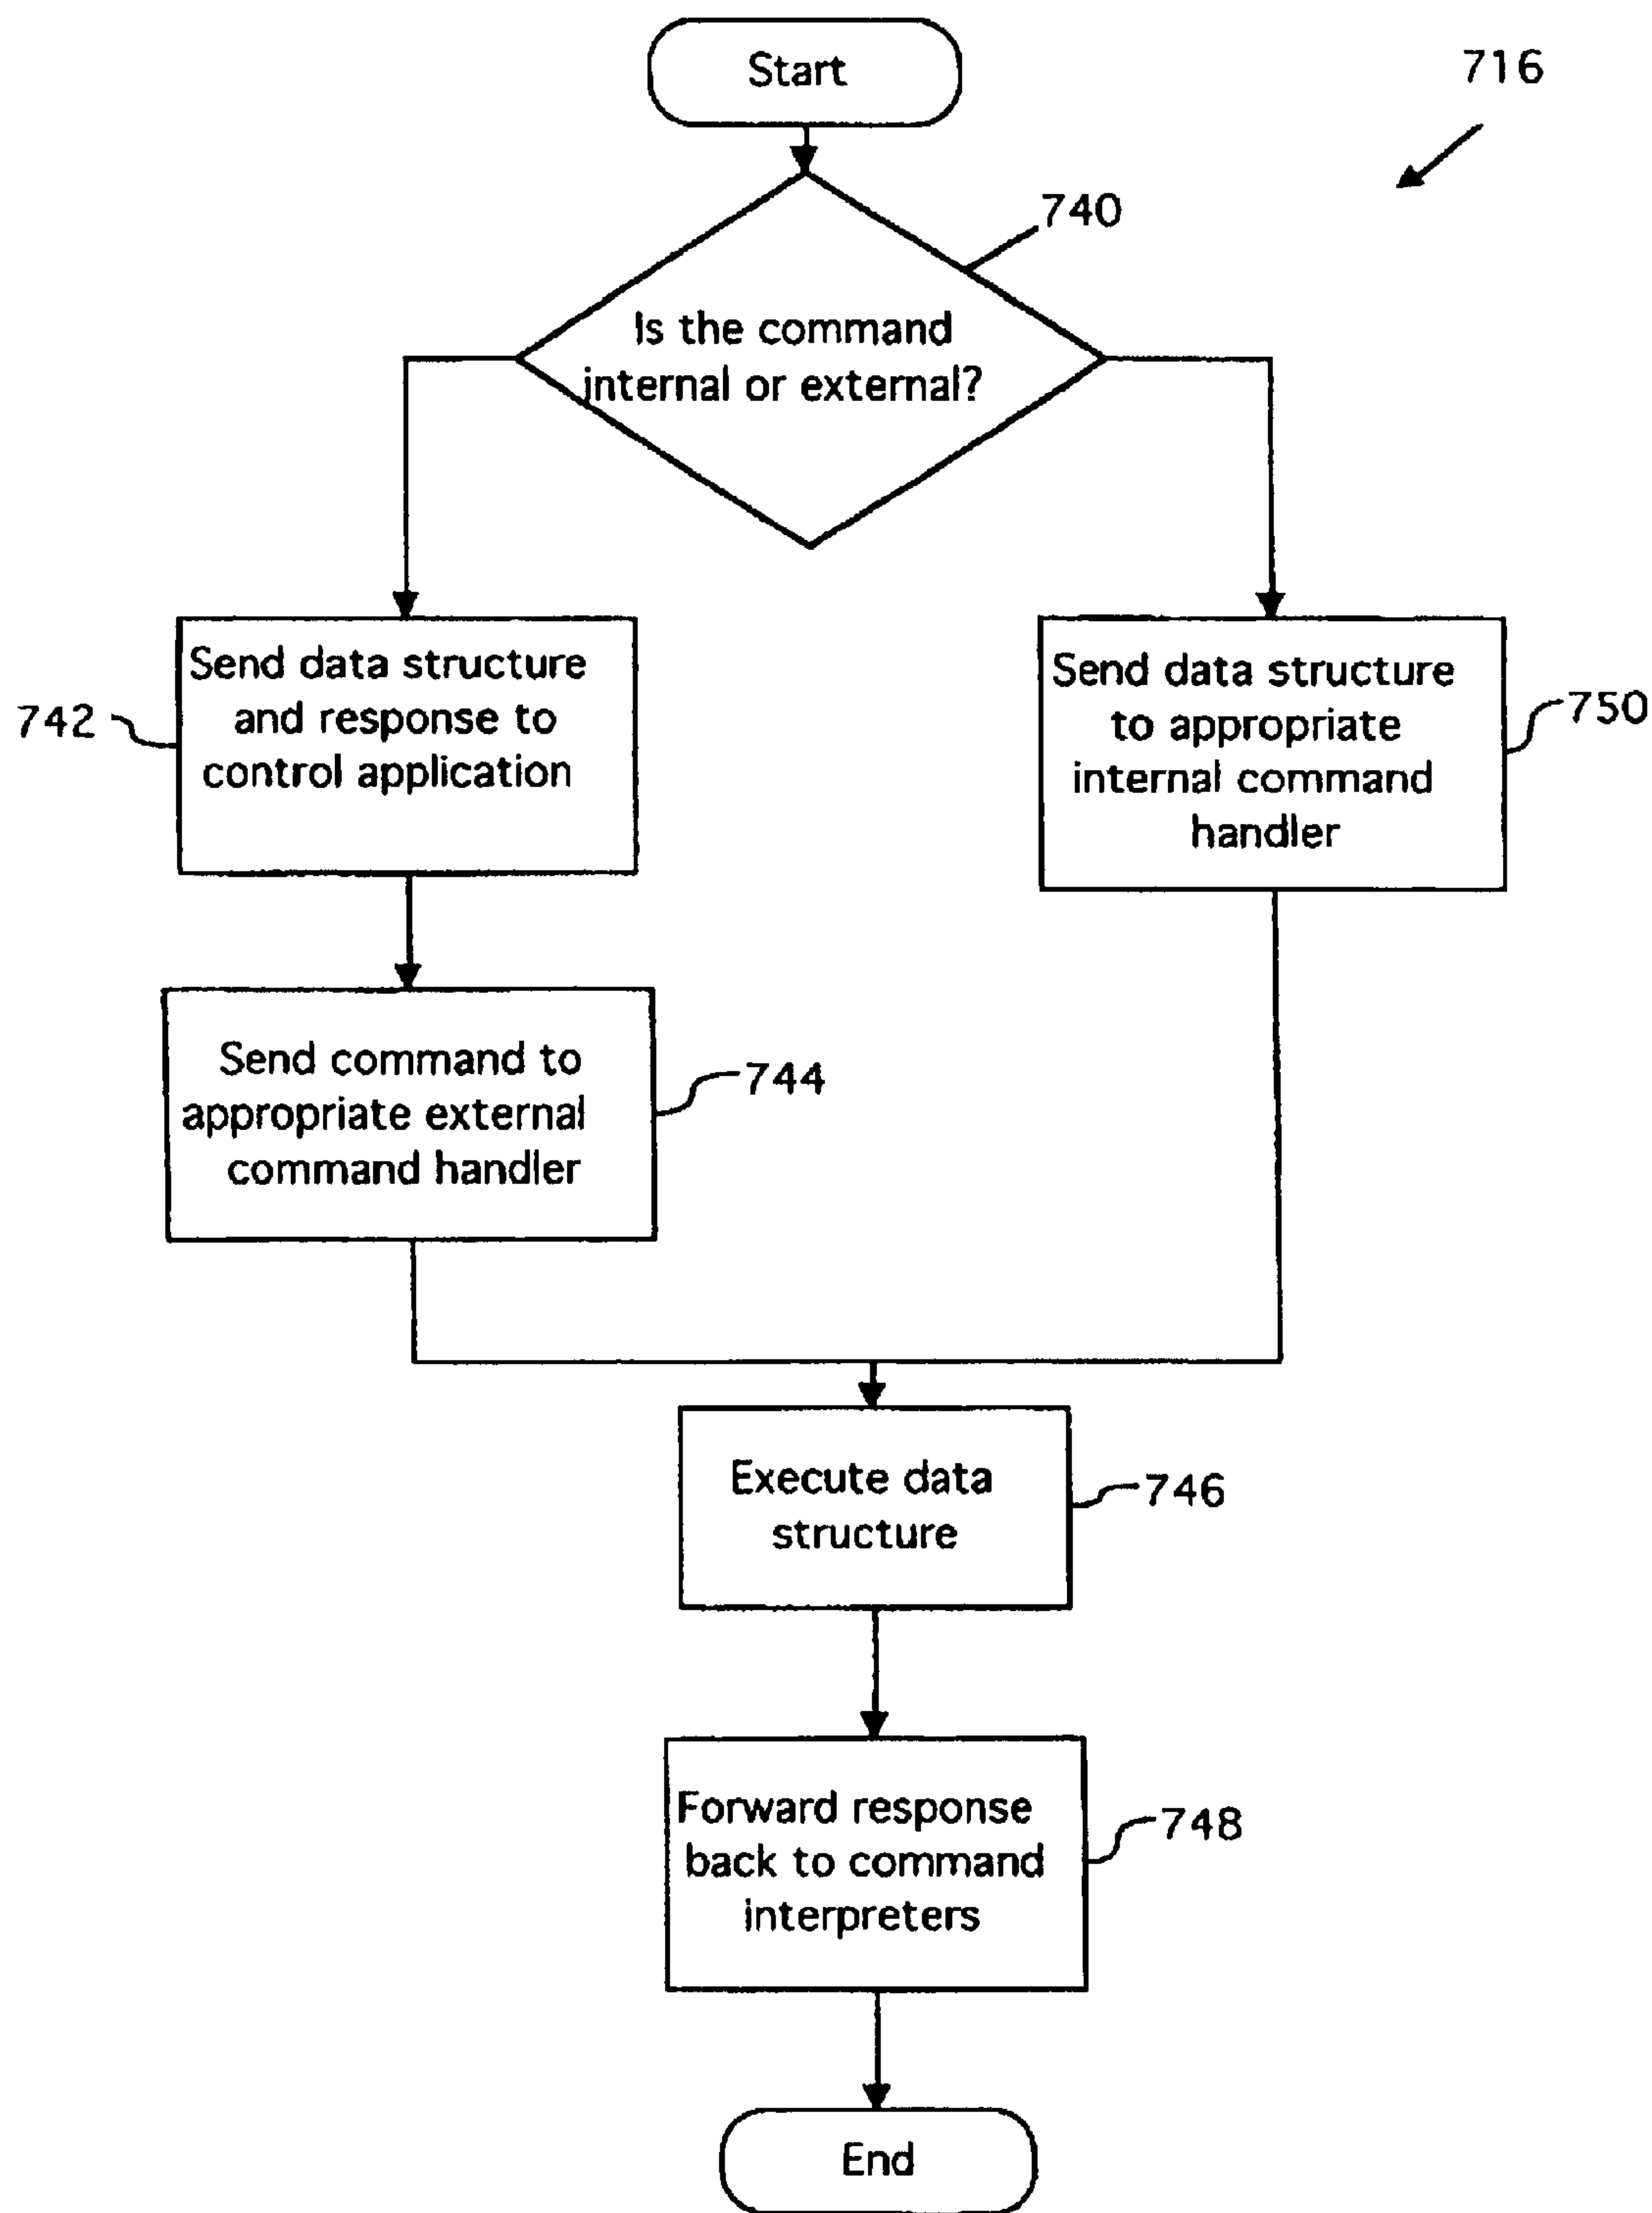 Start
716
740
Is the command
internal or external?
Send data structure
and response to
control application
742
Send data structure
to appropriate
internal command
handler
750
Send command to
appropriate external
command handler
744
Execute data
structure
746
Forward response
back to command
interpreters
748
End